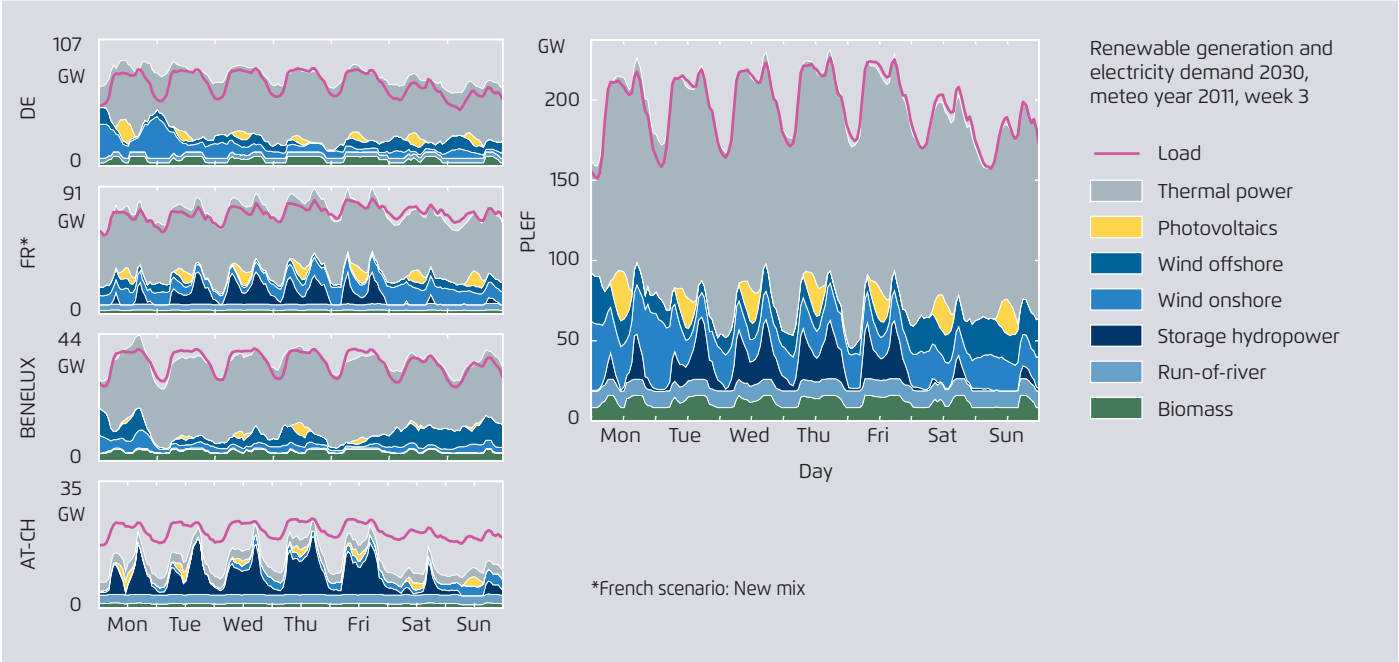 107
GW
DE
0
91
GW
FR*
0
44
GW
BENELUX
0
35
GW
AT-CH
0
Mon Tue Wed Thu Fri Sat Sun
GW
200
150
PLEF
100
50
0
Mon Tue Wed Thu Fri Sat Sun
Day
*French scenario: New mix
Renewable generation and
electricity demand 2030,
meteo year 2011, week 3
Load
Thermal power
Photovoltaics
Wind offshore
Wind onshore
Storage hydropower
Run-of-river
Biomass